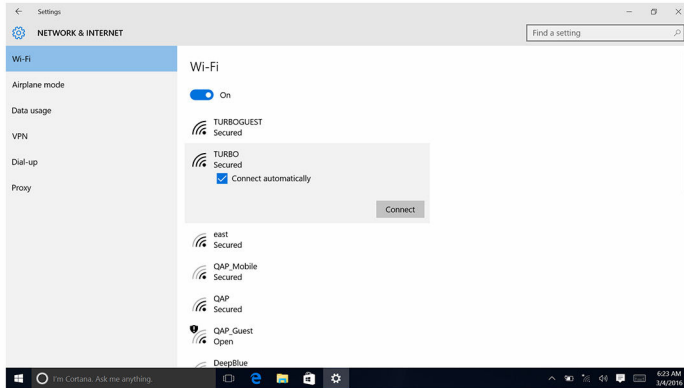 Settings
NETWORK & INTERNET
Find a setting
Wi-Fi
Airplane mode
Data usage
VPN
Dial-up
Proxy
Wi-Fi
On
TURBOGUEST
Secured
TURBO
Secured
Connect automatically
Connect
east
Secured
QAP_Mobile
Secured
QAP
Secured
QAP_Guest
Open
DeepBlue
I'm Cortana. Ask me anything.
6:23 AM
3/4/2016